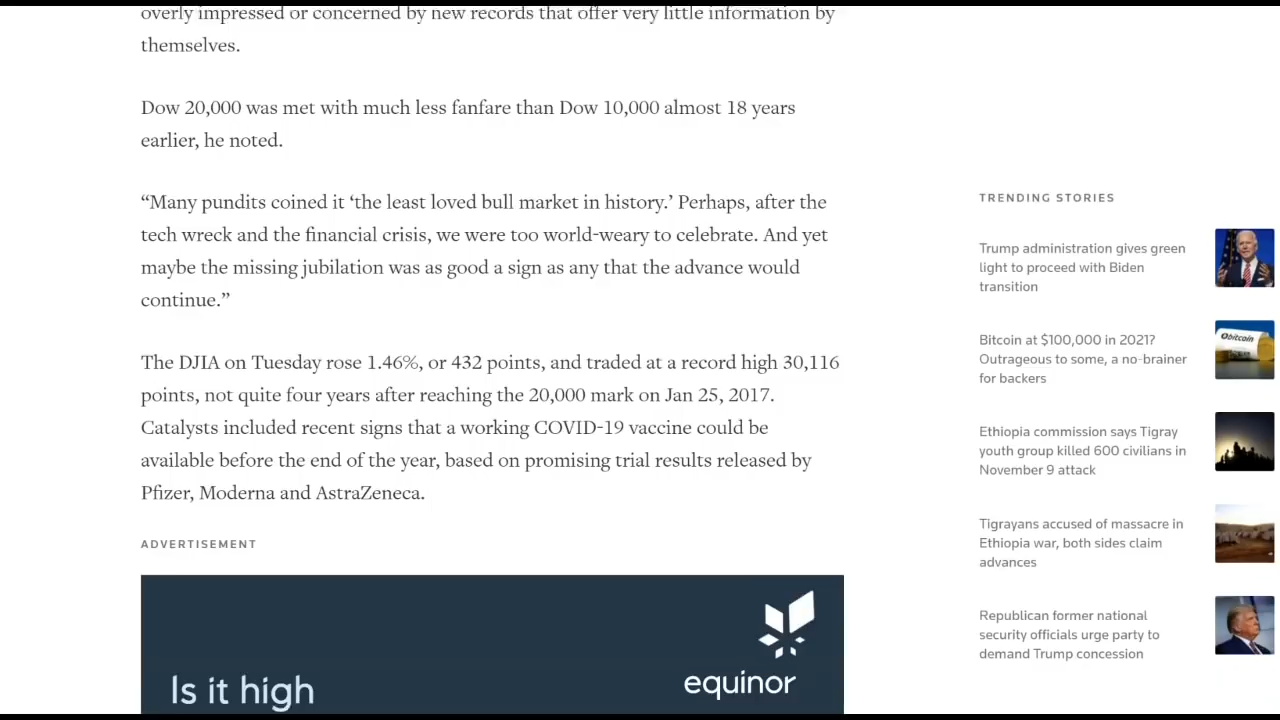 overly impressed or concerned by new records that offer very little information by
themselves.
Dow 20,000 was met with much less fanfare than Dow 10,000 almost 18 years
earlier, he noted.
“Many pundits coined it ‘the least loved bull market in history.’ Perhaps, after the
tech wreck and the financial crisis, we were too world-weary to celebrate. And yet
maybe the missing jubilation was as good a sign as any that the advance would
continue.”
The DJIA on Tuesday rose 1.46%, or 432 points, and traded at a record high 30,116
points, not quite four years after reaching the 20,000 mark on Jan 25, 2017.
Catalysts included recent signs that a working COVID-19 vaccine could be
available before the end of the year, based on promising trial results released by
Pfizer, Moderna and AstraZeneca.
ADVERTISEMENT
Is it high
equinor
TRENDING STORIES
Trump administration gives green
light to proceed with Biden
transition
Bitcoin at $100,000 in 2021?
Outrageous to some, a no-brainer
for backers
bitcoin
Ethiopia commission says Tigray
youth group killed 600 civilians in
November 9 attack
Tigrayans accused of massacre in
Ethiopia war, both sides claim
advances
Republican former national
security officials urge party to
demand Trump concession